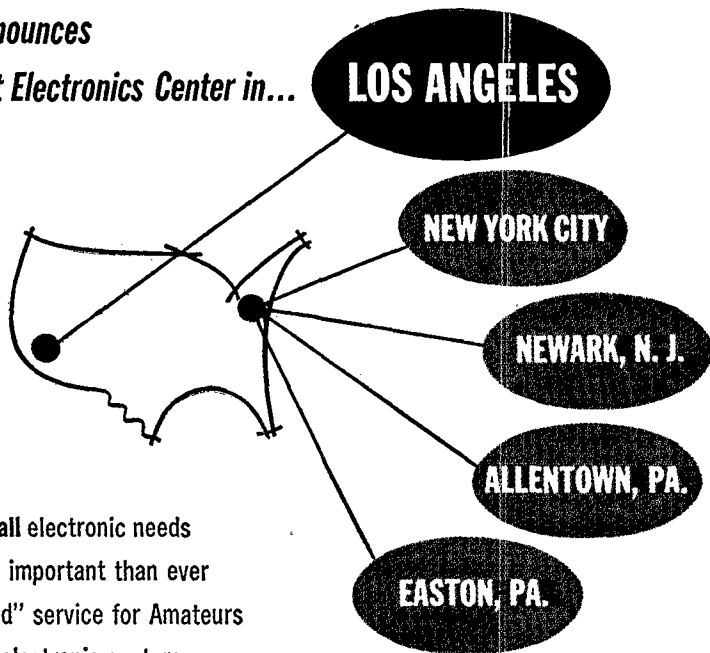 nounces
t Electronics Center in...
LOS ANGELES
NEW YORK CITY
NEWARK, N. J.
ALLENTOWN, PA.
EASTON, PA.
all electronic needs
important than ever
d” service for Amateurs